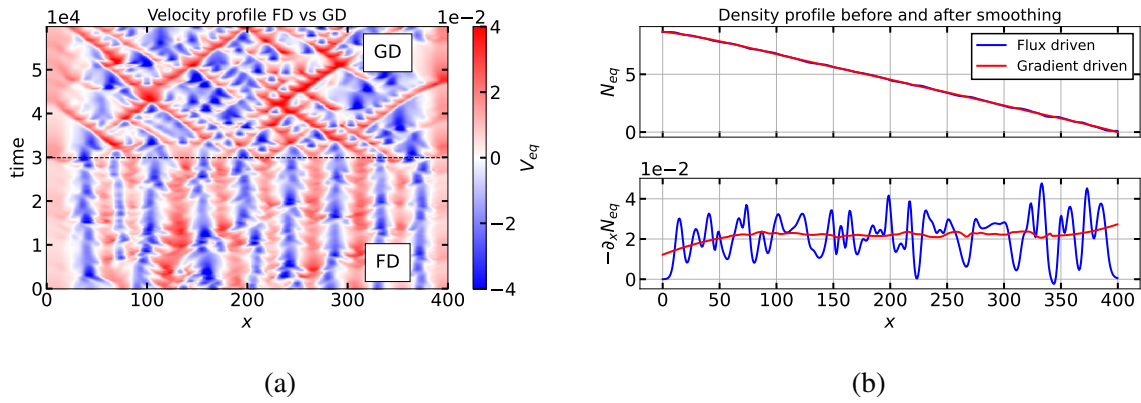 Velocity profile FD vs GD
1e4
1e-2
6
5
4
3
2
1
0
time
GD
FD
0
100
200
300
400
x
4
2
0
−2
−4
V_eq
(a)
Density profile before and after smoothing
Flux driven
Gradient driven
5
0
N_eq
1e−2
4
2
0
−∂_xN_eq
0
50
100
150
200
250
300
350
400
x
(b)